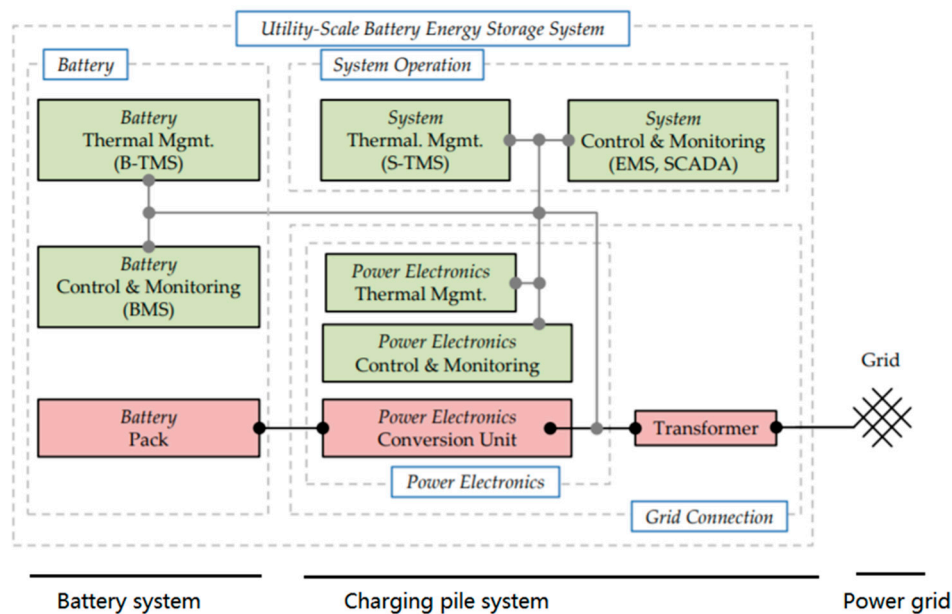 Utility-Scale Battery Energy Storage System
Battery
System Operation
Battery
Thermal Mgmt.
(B-TMS)
System
Thermal. Mgmt.
(S-TMS)
System
Control & Monitoring
(EMS, SCADA)
Battery
Control & Monitoring
(BMS)
Power Electronics
Thermal Mgmt.
Power Electronics
Control & Monitoring
Grid
Battery
Pack
Power Electronics
Conversion Unit
Transformer
Power Electronics
Grid Connection
Battery system
Charging pile system
Power grid